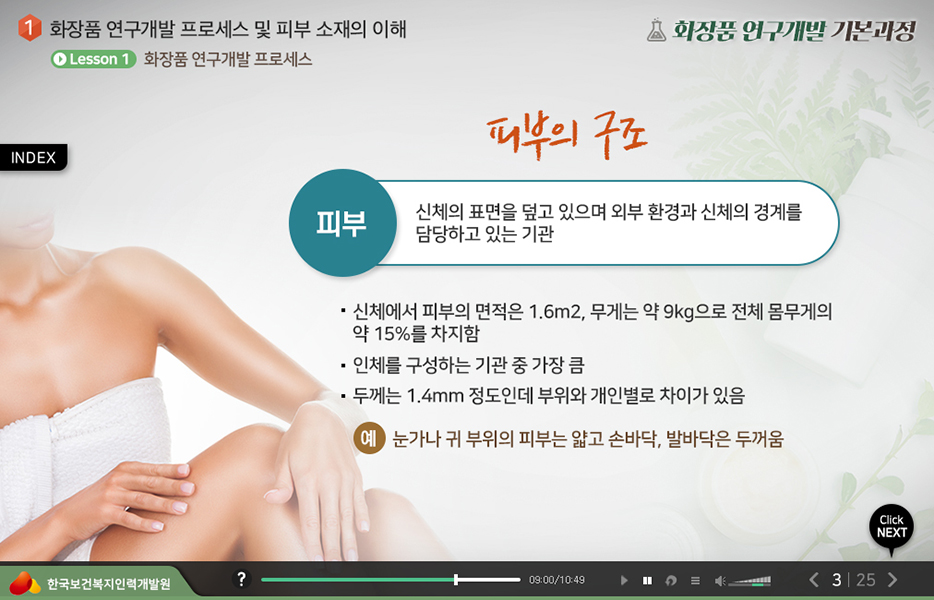 1 화장품 연구개발 프로세스 및 피부 소재의 이해
화장품 연구개발 기본과정
Lesson 1 화장품 연구개발 프로세스
피부의 구조
INDEX
피부
신체의 표면을 덮고 있으며 외부 환경과 신체의 경계를
담당하고 있는 기관
▪ 신체에서 피부의 면적은 1.6m2, 무게는 약 9kg으로 전체 몸무게의
약 15%를 차지함
▪ 인체를 구성하는 기관 중 가장 큼
▪ 두께는 1.4mm 정도인데 부위와 개인별로 차이가 있음
예 눈가나 귀 부위의 피부는 얇고 손바닥, 발바닥은 두꺼움
Click
NEXT
한국보건복지인력개발원
? 09:00/10:49 3 | 25